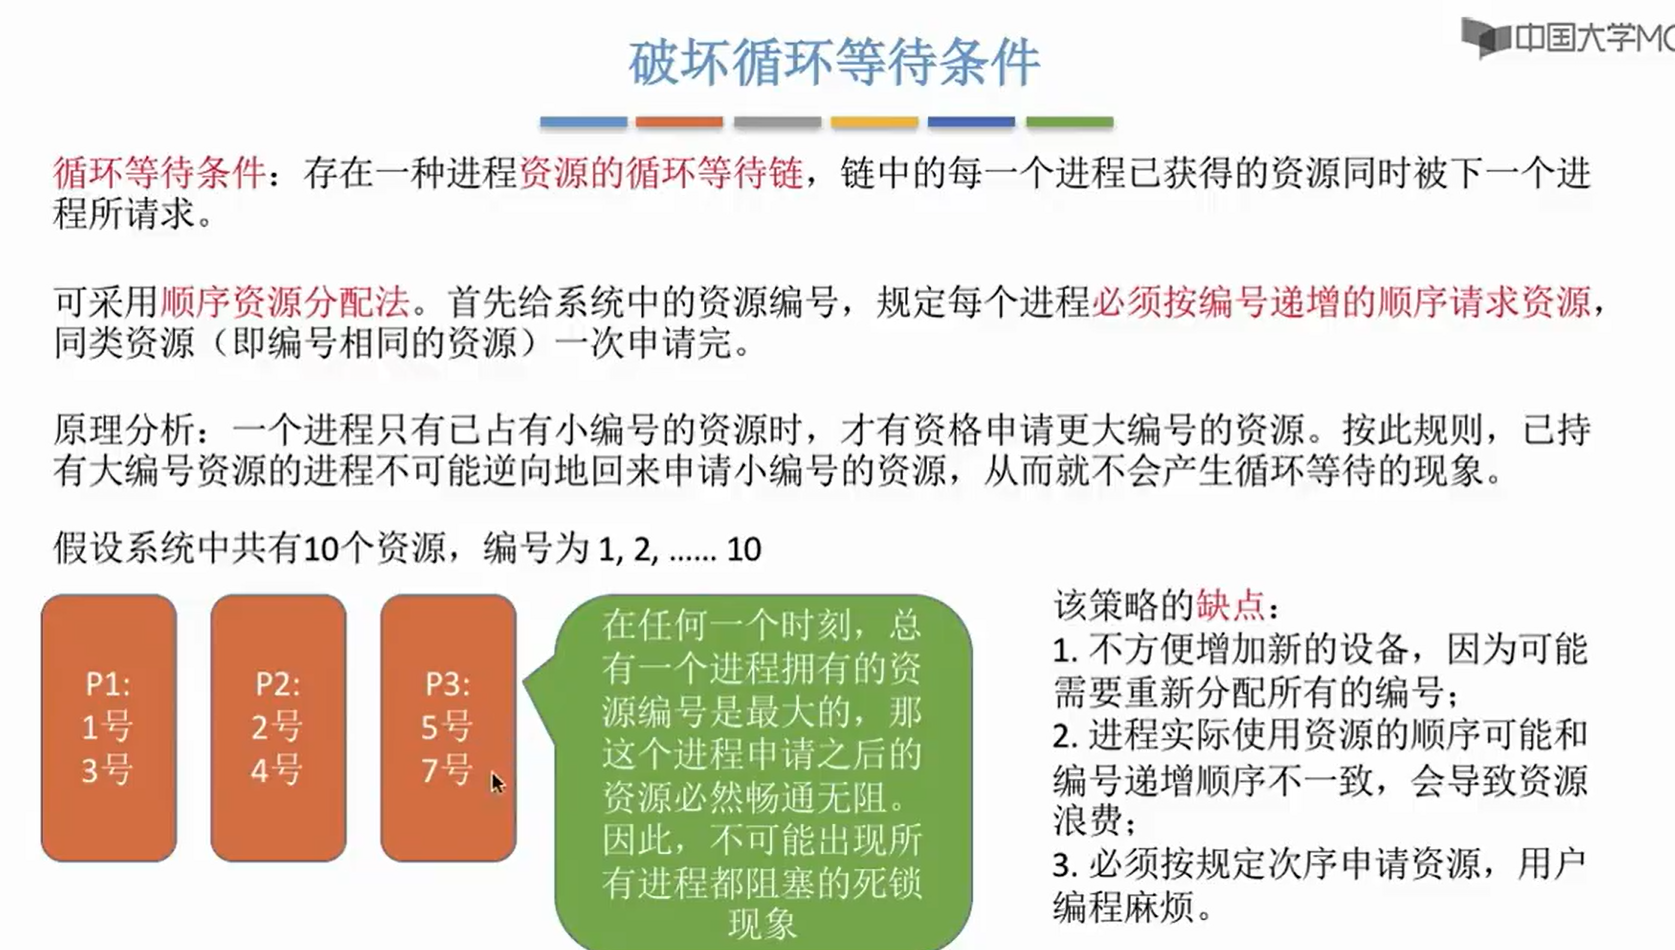 中国大学MO
破坏循环等待条件
循环等待条件：存在一种进程资源的循环等待链，链中的每一个进程已获得的资源同时被下一个进
程所请求。
可采用顺序资源分配法。首先给系统中的资源编号，规定每个进程必须按编号递增的顺序请求资源，
同类资源（即编号相同的资源）一次申请完。
原理分析：一个进程只有已占有小编号的资源时，才有资格申请更大编号的资源。按此规则，已持
有大编号资源的进程不可能逆向地回来申请小编号的资源，从而就不会产生循环等待的现象。
假设系统中共有10个资源，编号为 1, 2, …… 10
P1:
1号
3号
P2:
2号
4号
P3:
5号
7号
在任何一个时刻，总
有一个进程拥有的资
源编号是最大的，那
这个进程申请之后的
资源必然畅通无阻。
因此，不可能出现所
有进程都阻塞的死锁
现象
该策略的缺点：
1. 不方便增加新的设备，因为可能
需要重新分配所有的编号；
2. 进程实际使用资源的顺序可能和
编号递增顺序不一致，会导致资源
浪费；
3. 必须按规定次序申请资源，用户
编程麻烦。